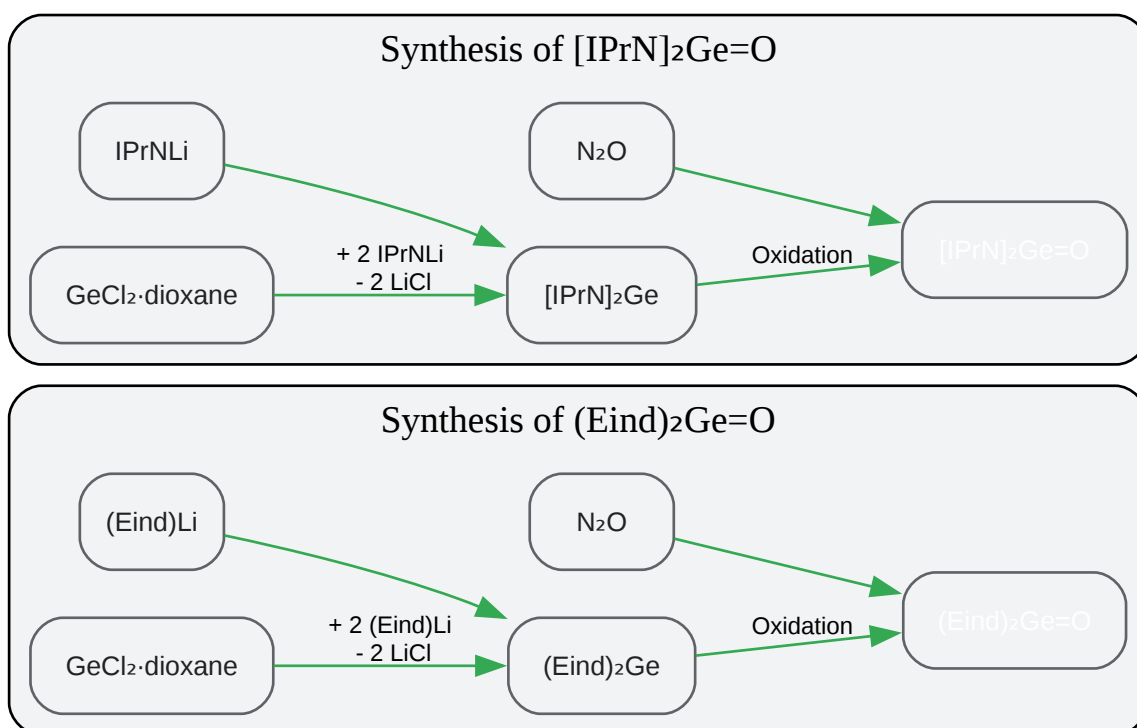 Synthesis of [IPrN]₂Ge=O
IPrNLi
N₂O
GeCl₂·dioxane
+ 2 IPrNLi
- 2 LiCl
[IPrN]₂Ge
Oxidation
[IPrN]₂Ge=O
Synthesis of (Eind)₂Ge=O
(Eind)Li
N₂O
GeCl₂·dioxane
+ 2 (Eind)Li
- 2 LiCl
(Eind)₂Ge
Oxidation
(Eind)₂Ge=O